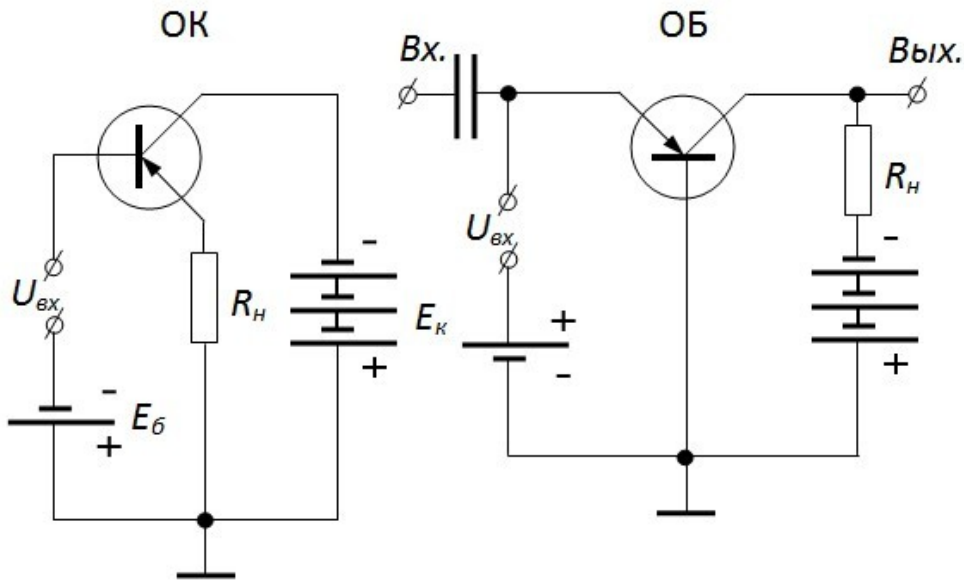 ОК
ОБ
Вх.
Вых.
Uвх.
Rн
-
+
Eк
-
+
Eб
Uвх.
+
-
Rн
-
+